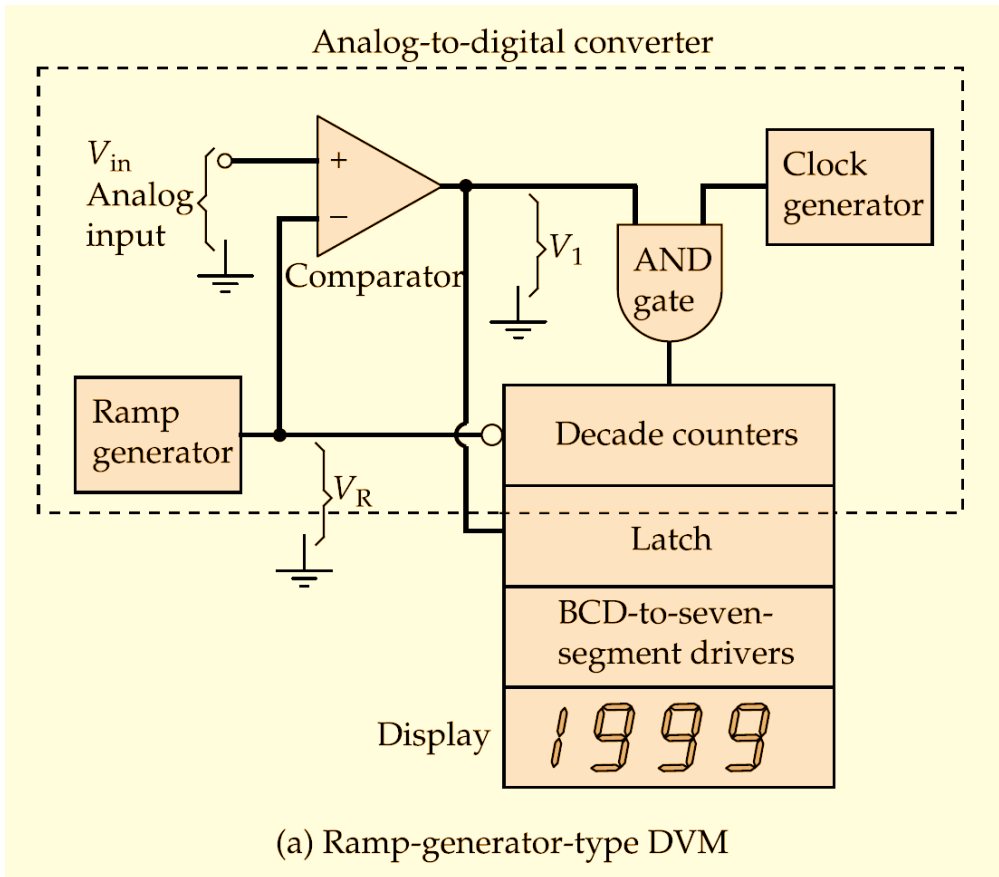 Analog-to-digital converter
V_in
Analog
input
+
−
Comparator
V_1
Clock
generator
AND
gate
Ramp
generator
V_R
Decade counters
Latch
BCD-to-seven-
segment drivers
Display
1999
(a) Ramp-generator-type DVM